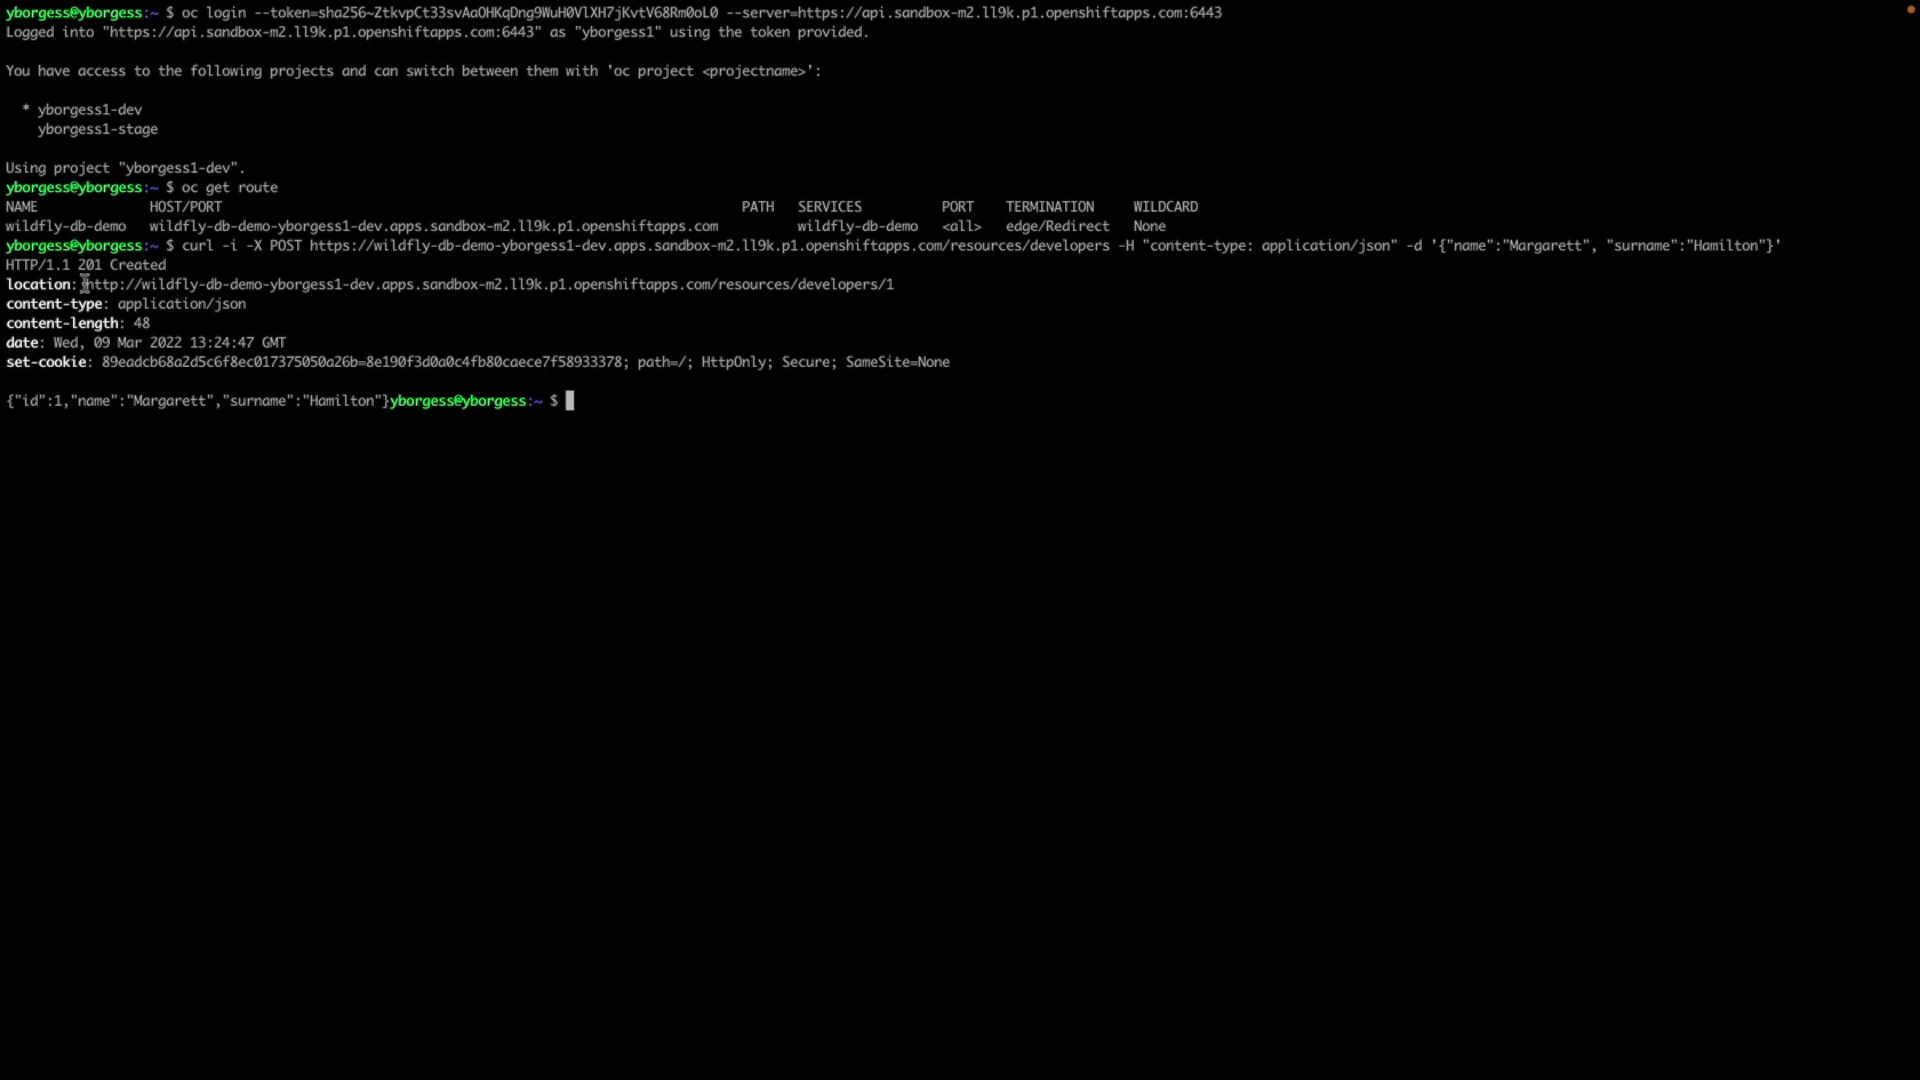 yborgess@yborgess:~ $ oc login --token=sha256~ZtkvpCt33svAaOHKqDng9WuH0VlXH7jKvtV68Rm0oL0 --server=https://api.sandbox-m2.ll9k.p1.openshiftapps.com:6443
Logged into "https://api.sandbox-m2.ll9k.p1.openshiftapps.com:6443" as "yborgess1" using the token provided.
You have access to the following projects and can switch between them with 'oc project <projectname>':
* yborgess1-dev
yborgess1-stage
Using project "yborgess1-dev".
yborgess@yborgess:~ $ oc get route
NAME HOST/PORT PATH SERVICES PORT TERMINATION WILDCARD
wildfly-db-demo wildfly-db-demo-yborgess1-dev.apps.sandbox-m2.ll9k.p1.openshiftapps.com wildfly-db-demo <all> edge/Redirect None
yborgess@yborgess:~ $ curl -i -X POST https://wildfly-db-demo-yborgess1-dev.apps.sandbox-m2.ll9k.p1.openshiftapps.com/resources/developers -H "content-type: application/json" -d '{"name":"Margarett", "surname":"Hamilton"}'
HTTP/1.1 201 Created
location: http://wildfly-db-demo-yborgess1-dev.apps.sandbox-m2.ll9k.p1.openshiftapps.com/resources/developers/1
content-type: application/json
content-length: 48
date: Wed, 09 Mar 2022 13:24:47 GMT
set-cookie: 89eadcb68a2d5c6f8ec017375050a26b=8e190f3d0a0c4fb80caece7f58933378; path=/; HttpOnly; Secure; SameSite=None
{"id":1,"name":"Margarett","surname":"Hamilton"}yborgess@yborgess:~ $